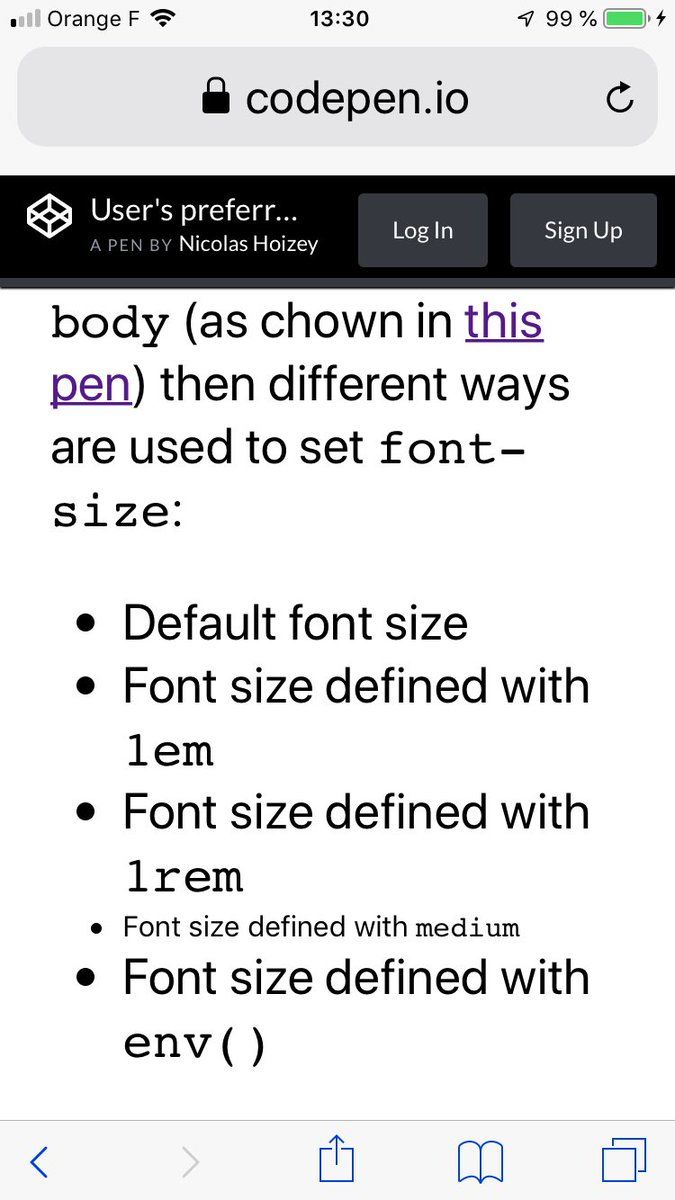 Orange F 13:30 99 %
codepen.io
User's preferr...
A PEN BY Nicolas Hoizey
Log In
Sign Up
body (as chown in this
pen) then different ways
are used to set font-
size:
• Default font size
• Font size defined with
1em
• Font size defined with
1rem
• Font size defined with medium
• Font size defined with
env()